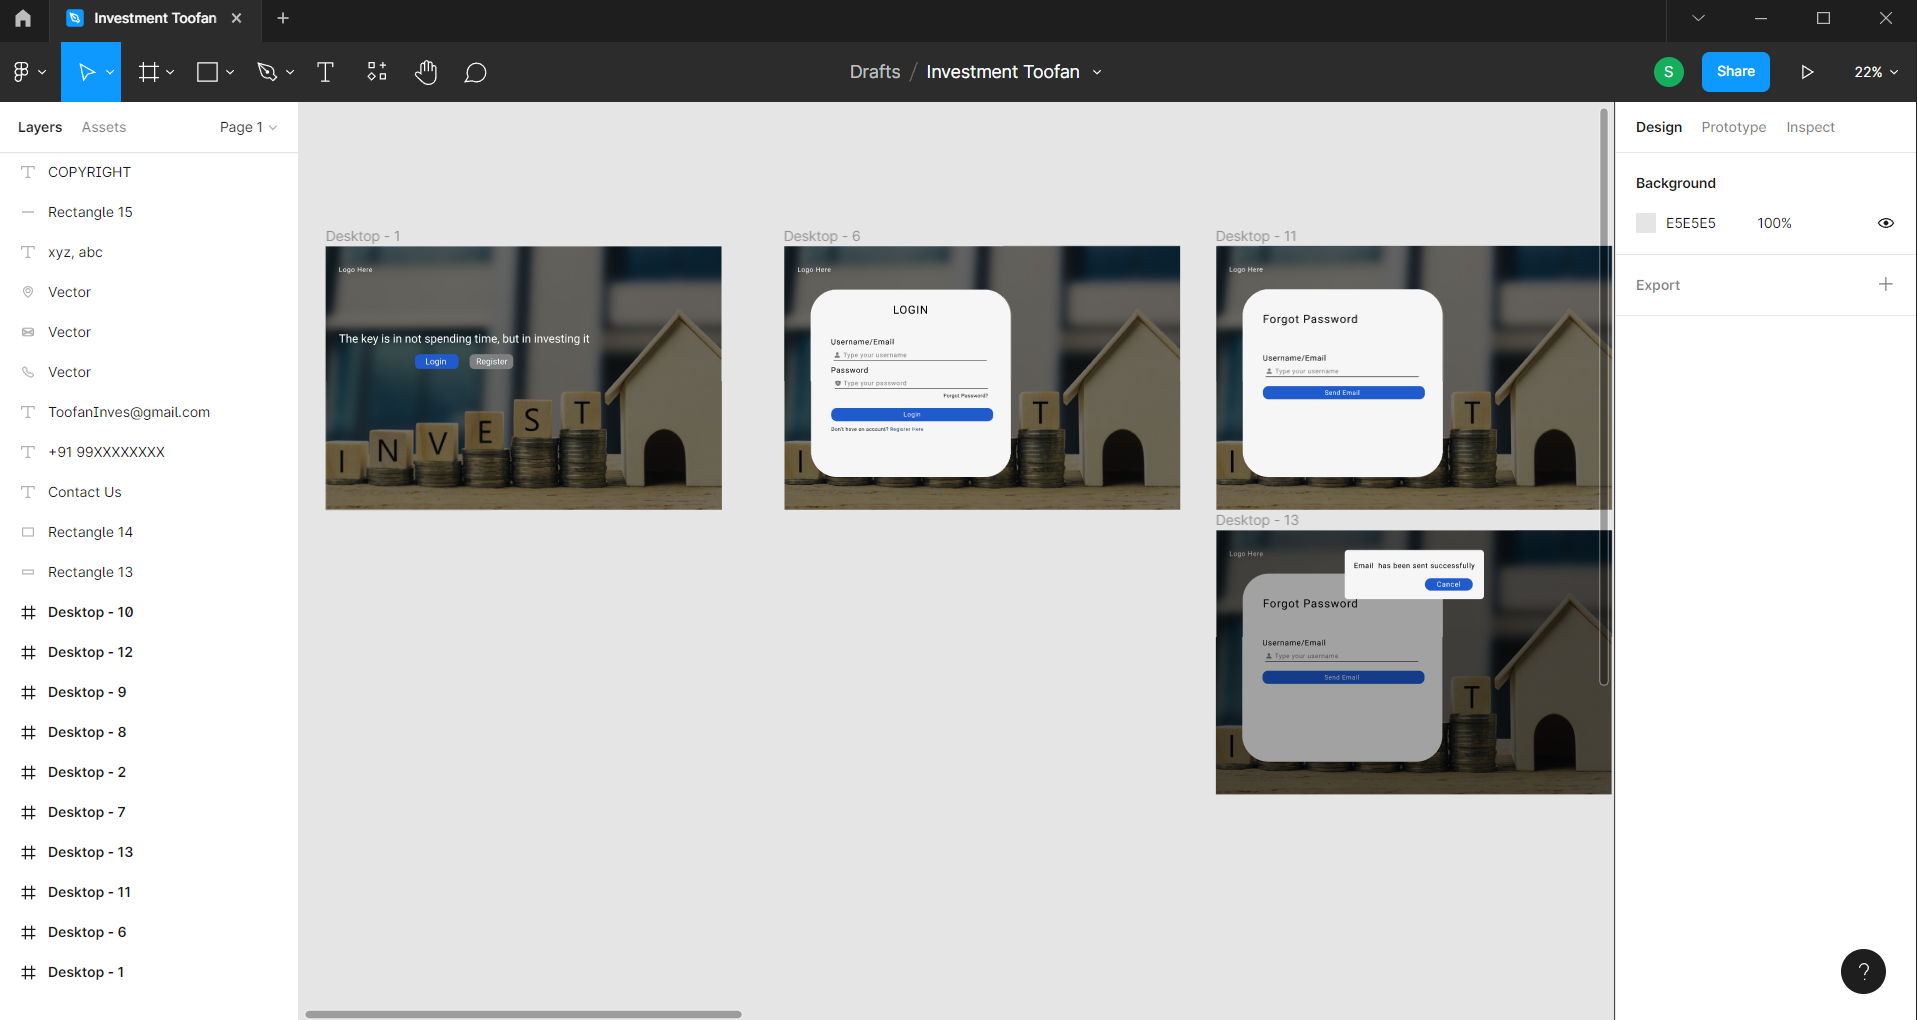 Investment Toofan
Drafts / Investment Toofan
S
Share
22%
Layers
Assets
Page 1
COPYRIGHT
Rectangle 15
xyz, abc
Vector
Vector
Vector
ToofanInves@gmail.com
+91 99XXXXXXXX
Contact Us
Rectangle 14
Rectangle 13
Desktop - 10
Desktop - 12
Desktop - 9
Desktop - 8
Desktop - 2
Desktop - 7
Desktop - 13
Desktop - 11
Desktop - 6
Desktop - 1
Desktop - 1
Logo Here
The key is in not spending time, but in investing it
Login
Register
I N V E S T
Desktop - 6
Logo Here
LOGIN
Username/Email
Type your username
Password
Type your password
Forgot Password?
Login
Don't have an account? Register Here
I
T
Desktop - 11
Logo Here
Forgot Password
Username/Email
Type your username
Send Email
I
T
Desktop - 13
Logo Here
Email has been sent successfully
Cancel
Forgot Password
Username/Email
Type your username
Send Email
I
T
Design
Prototype
Inspect
Background
E5E5E5
100%
Export
?